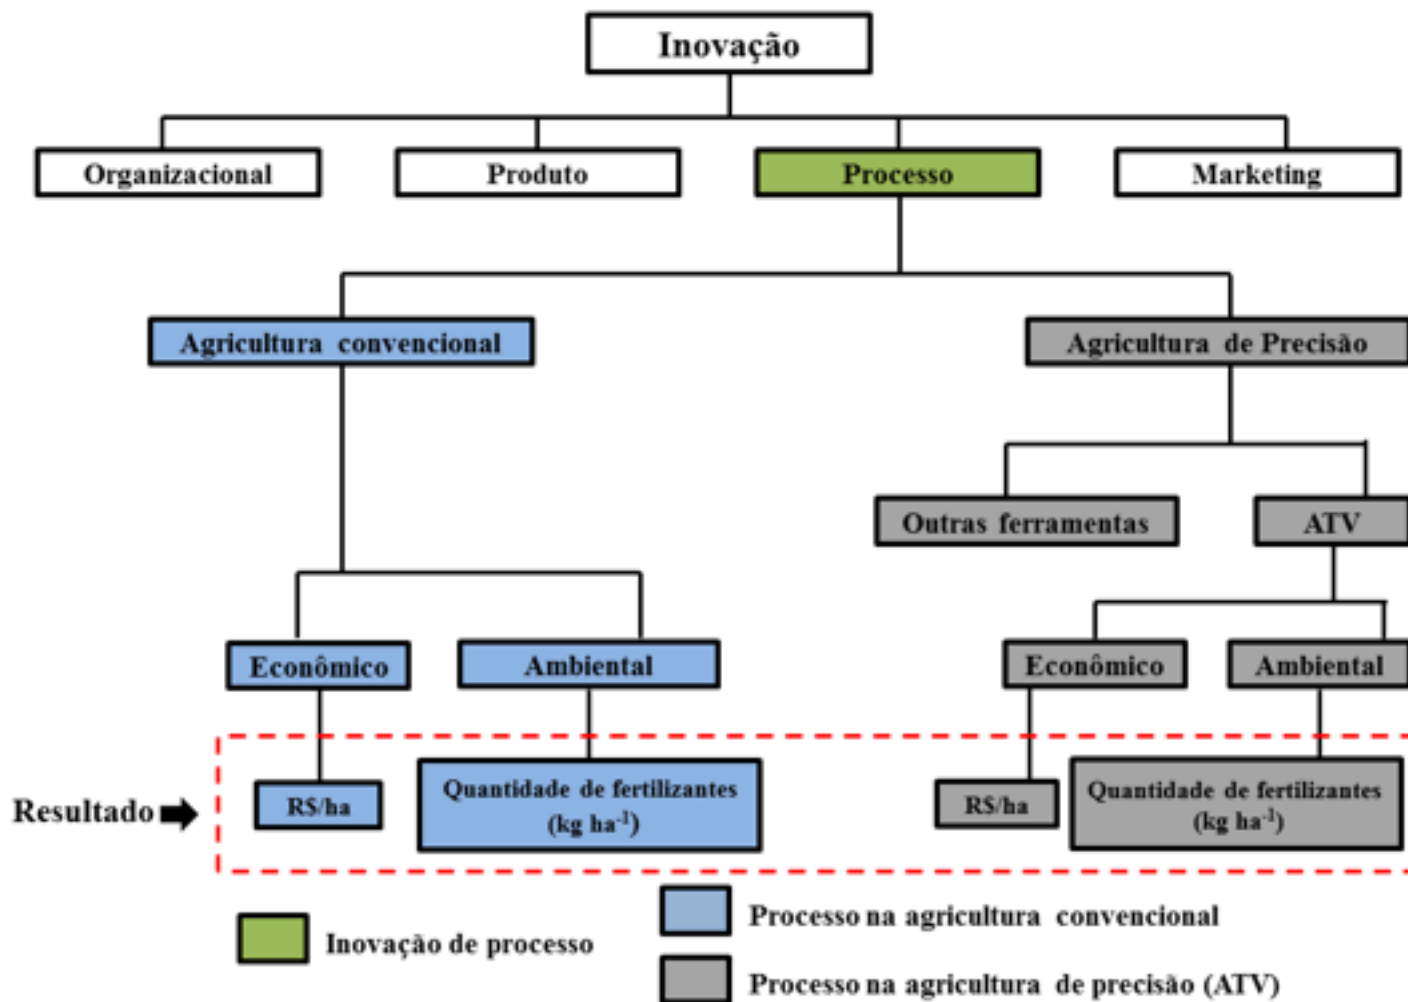 Inovação
Organizacional
Produto
Processo
Marketing
Agricultura convencional
Agricultura de Precisão
Outras ferramentas
ATV
Econômico
Ambiental
Econômico
Ambiental
Resultado
R$/ha
Quantidade de fertilizantes
(kg ha⁻¹)
R$/ha
Quantidade de fertilizantes
(kg ha⁻¹)
Inovação de processo
Processo na agricultura convencional
Processo na agricultura de precisão (ATV)